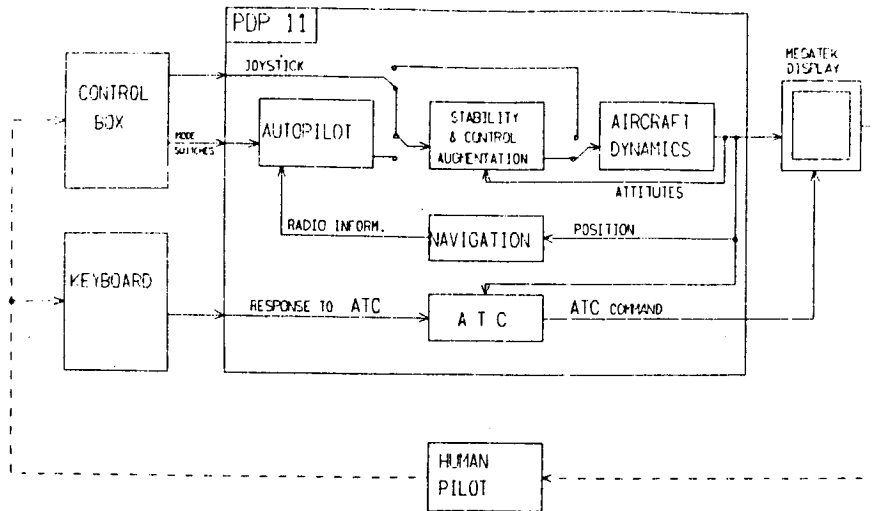 PDP 11
MEGATEK
DISPLAY
JOYSTICK
CONTROL
BOX
MODE
SWITCHES
AUTOPILOT
STABILITY
& CONTROL
AUGMENTATION
AIRCRAFT
DYNAMICS
ATTITUTES
RADIO INFORM.
NAVIGATION
POSITION
KEYBOARD
RESPONSE TO ATC
A T C
ATC COMMAND
HUMAN
PILOT